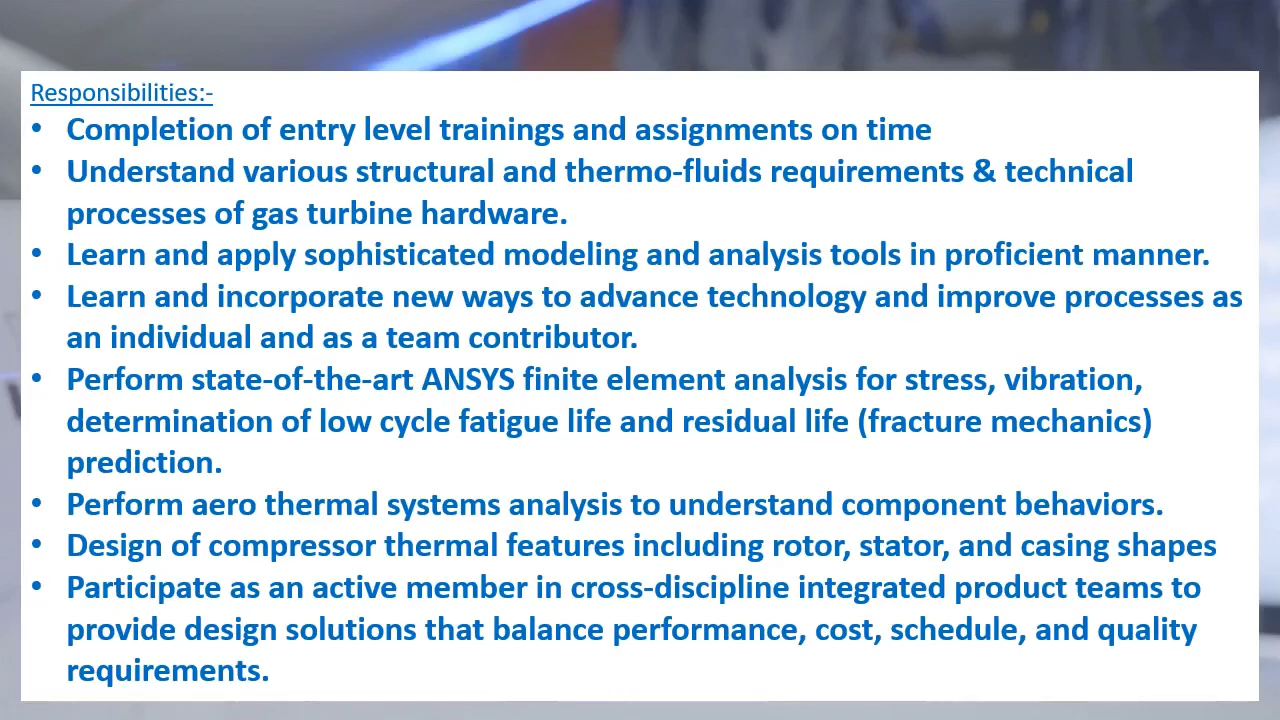 Responsibilities:-
• Completion of entry level trainings and assignments on time
• Understand various structural and thermo-fluids requirements & technical
processes of gas turbine hardware.
• Learn and apply sophisticated modeling and analysis tools in proficient manner.
• Learn and incorporate new ways to advance technology and improve processes as
an individual and as a team contributor.
• Perform state-of-the-art ANSYS finite element analysis for stress, vibration,
determination of low cycle fatigue life and residual life (fracture mechanics)
prediction.
• Perform aero thermal systems analysis to understand component behaviors.
• Design of compressor thermal features including rotor, stator, and casing shapes
• Participate as an active member in cross-discipline integrated product teams to
provide design solutions that balance performance, cost, schedule, and quality
requirements.